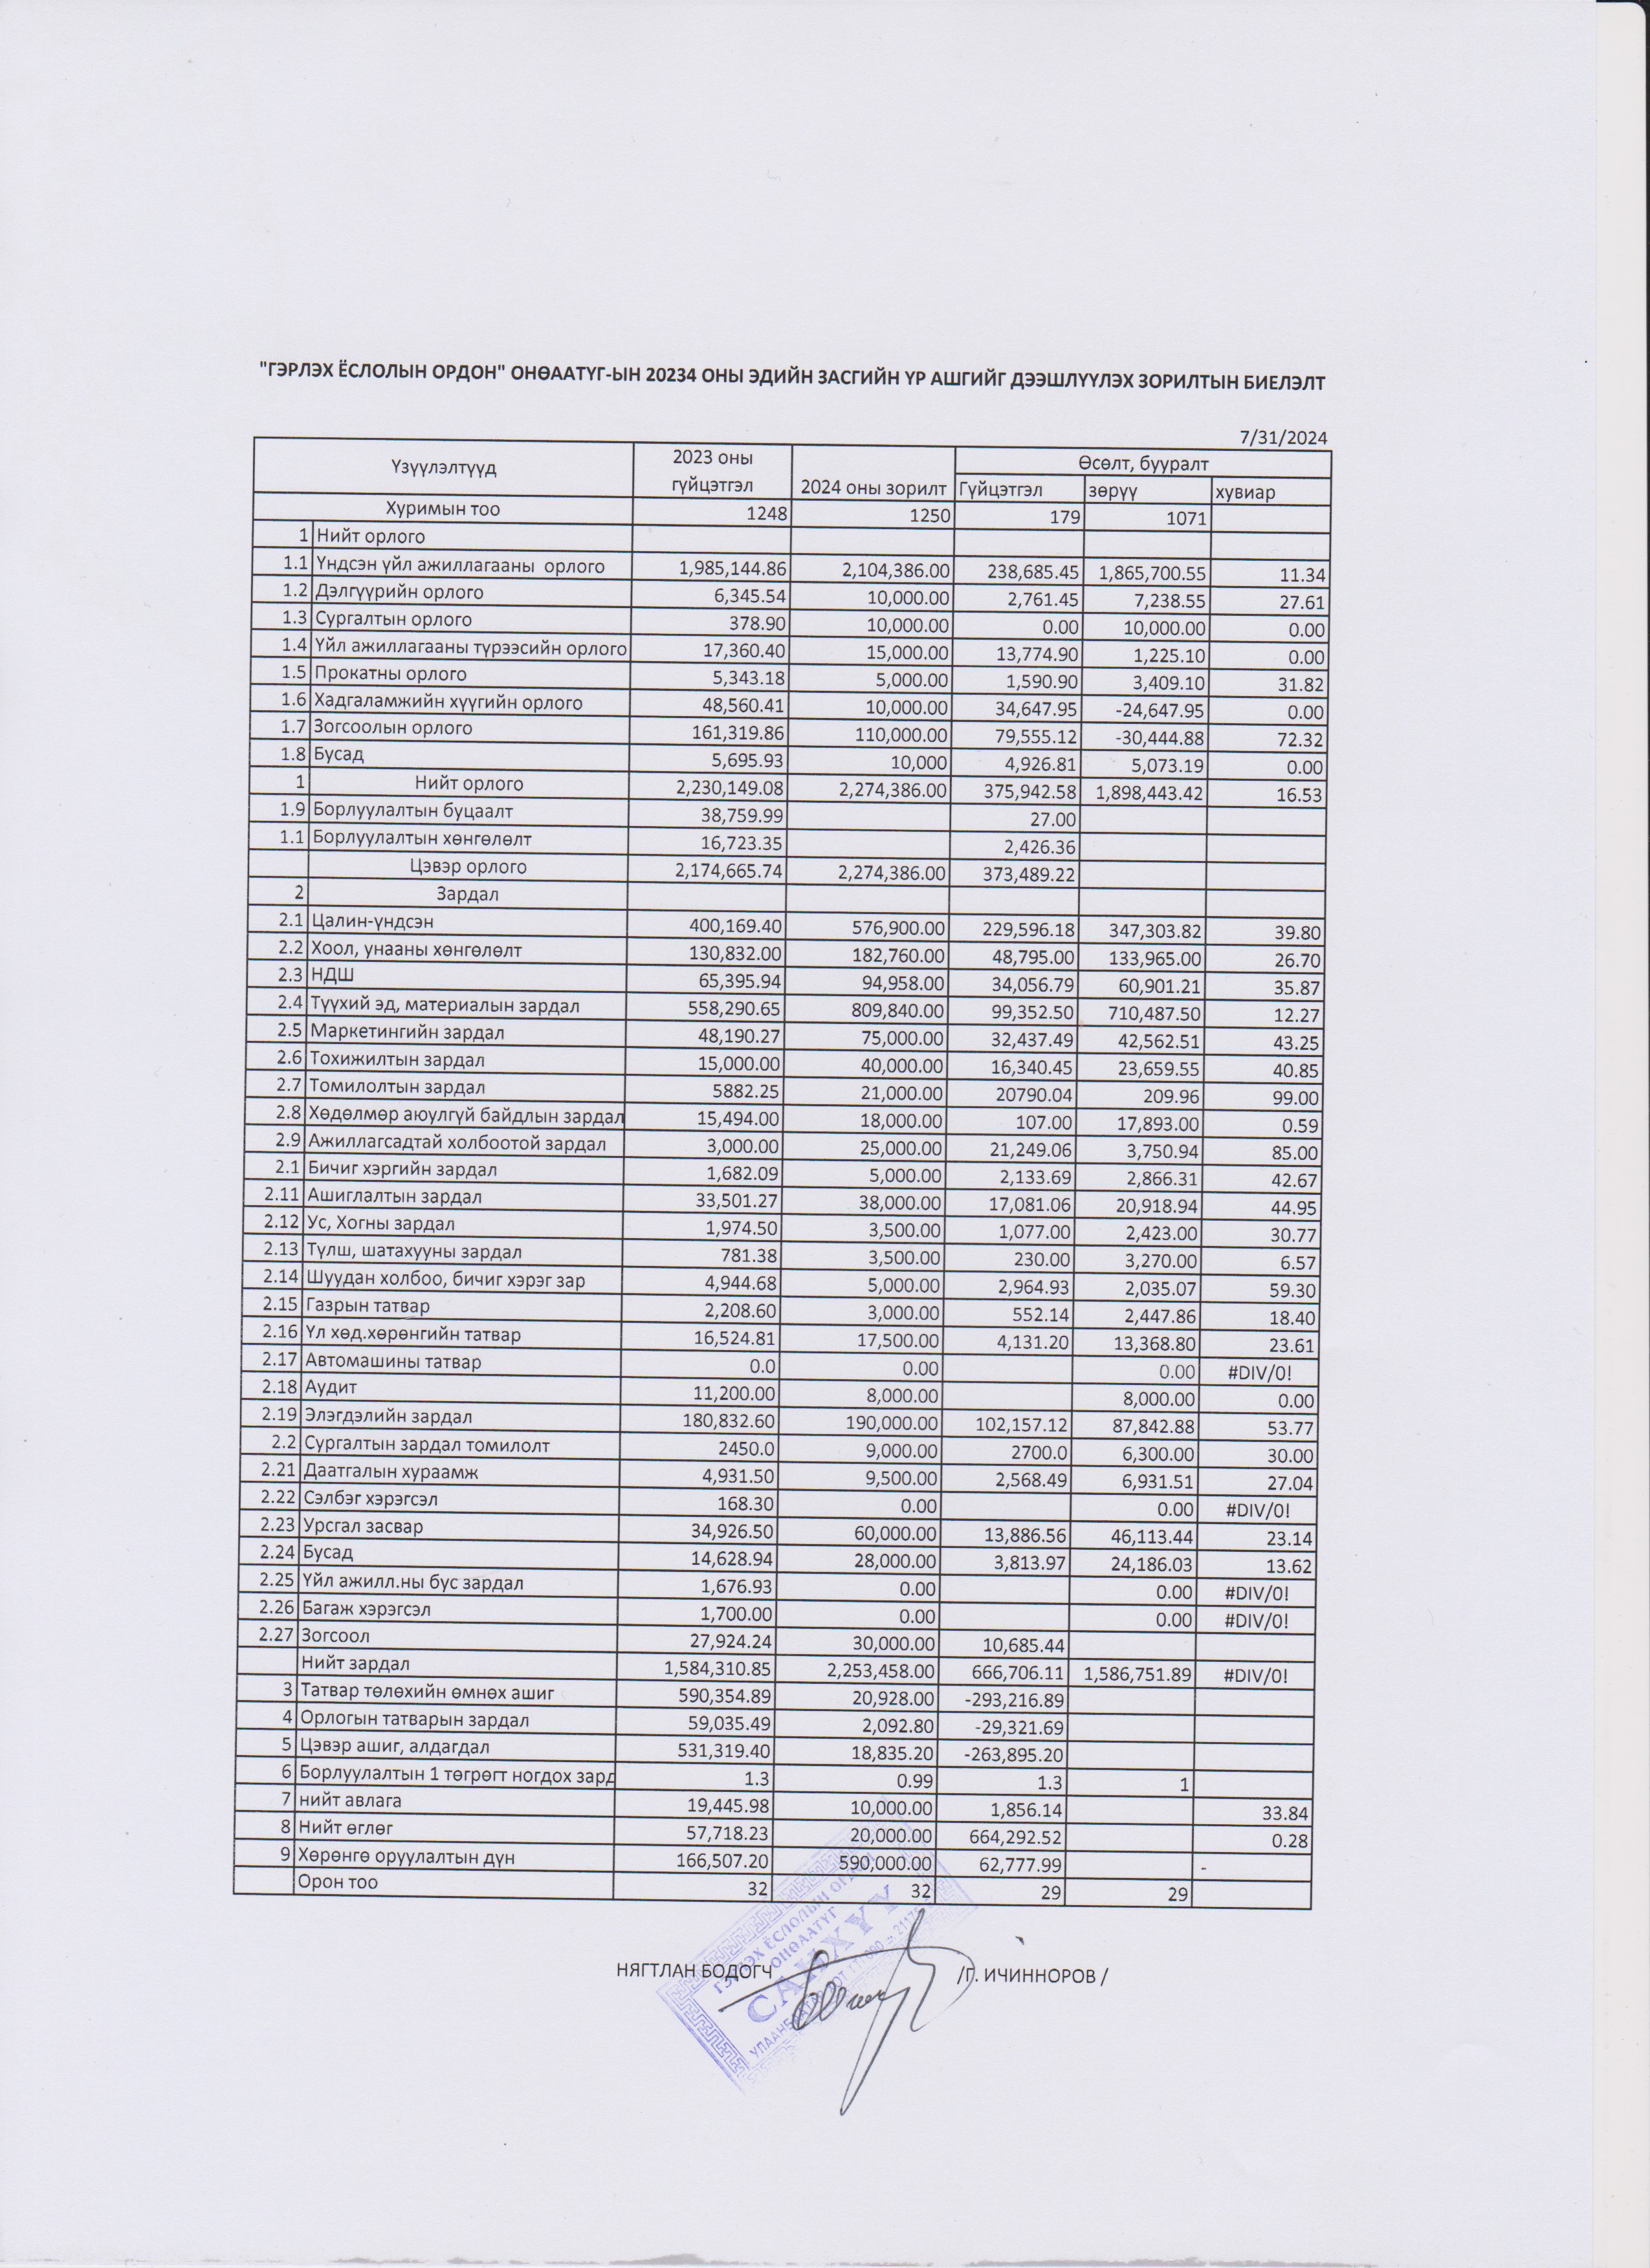 "ГЭРЛЭХ ЁСЛОЛЫН ОРДОН" ОНӨААТҮГ-ЫН 20234 ОНЫ ЭДИЙН ЗАСГИЙН ҮР АШГИЙГ ДЭЭШЛҮҮЛЭХ ЗОРИЛТЫН БИЕЛЭЛТ
7/31/2024
Үзүүлэлтүүд 2023 оны гүйцэтгэл 2024 оны зорилт Өсөлт, бууралт
Гүйцэтгэл зөрүү хувиар
Хуримын тоо 1248 1250 179 1071
1 Нийт орлого
1.1 Үндсэн үйл ажиллагааны орлого 1,985,144.86 2,104,386.00 238,685.45 1,865,700.55 11.34
1.2 Дэлгүүрийн орлого 6,345.54 10,000.00 2,761.45 7,238.55 27.61
1.3 Сургалтын орлого 378.90 10,000.00 0.00 10,000.00 0.00
1.4 Үйл ажиллагааны түрээсийн орлого 17,360.40 15,000.00 13,774.90 1,225.10 0.00
1.5 Прокатны орлого 5,343.18 5,000.00 1,590.90 3,409.10 31.82
1.6 Хадгаламжийн хүүгийн орлого 48,560.41 10,000.00 34,647.95 -24,647.95 0.00
1.7 Зогсоолын орлого 161,319.86 110,000.00 79,555.12 -30,444.88 72.32
1.8 Бусад 5,695.93 10,000 4,926.81 5,073.19 0.00
1 Нийт орлого 2,230,149.08 2,274,386.00 375,942.58 1,898,443.42 16.53
1.9 Борлуулалтын буцаалт 38,759.99 27.00
1.1 Борлуулалтын хөнгөлөлт 16,723.35 2,426.36
Цэвэр орлого 2,174,665.74 2,274,386.00 373,489.22
2 Зардал
2.1 Цалин-үндсэн 400,169.40 576,900.00 229,596.18 347,303.82 39.80
2.2 Хоол, унааны хөнгөлөлт 130,832.00 182,760.00 48,795.00 133,965.00 26.70
2.3 НДШ 65,395.94 94,958.00 34,056.79 60,901.21 35.87
2.4 Түүхий эд, материалын зардал 558,290.65 809,840.00 99,352.50 710,487.50 12.27
2.5 Маркетингийн зардал 48,190.27 75,000.00 32,437.49 42,562.51 43.25
2.6 Тохижилтын зардал 15,000.00 40,000.00 16,340.45 23,659.55 40.85
2.7 Томилолтын зардал 5882.25 21,000.00 20790.04 209.96 99.00
2.8 Хөдөлмөр аюулгүй байдлын зардал 15,494.00 18,000.00 107.00 17,893.00 0.59
2.9 Ажиллагсадтай холбоотой зардал 3,000.00 25,000.00 21,249.06 3,750.94 85.00
2.1 Бичиг хэргийн зардал 1,682.09 5,000.00 2,133.69 2,866.31 42.67
2.11 Ашиглалтын зардал 33,501.27 38,000.00 17,081.06 20,918.94 44.95
2.12 Ус, Хогны зардал 1,974.50 3,500.00 1,077.00 2,423.00 30.77
2.13 Түлш, шатахууны зардал 781.38 3,500.00 230.00 3,270.00 6.57
2.14 Шуудан холбоо, бичиг хэрэг зар 4,944.68 5,000.00 2,964.93 2,035.07 59.30
2.15 Газрын татвар 2,208.60 3,000.00 552.14 2,447.86 18.40
2.16 Үл хөд.хөрөнгийн татвар 16,524.81 17,500.00 4,131.20 13,368.80 23.61
2.17 Автомашины татвар 0.0 0.00 0.00 #DIV/0!
2.18 Аудит 11,200.00 8,000.00 8,000.00 0.00
2.19 Элэгдэлийн зардал 180,832.60 190,000.00 102,157.12 87,842.88 53.77
2.2 Сургалтын зардал томилолт 2450.0 9,000.00 2700.0 6,300.00 30.00
2.21 Даатгалын хураамж 4,931.50 9,500.00 2,568.49 6,931.51 27.04
2.22 Сэлбэг хэрэгсэл 168.30 0.00 0.00 #DIV/0!
2.23 Урсгал засвар 34,926.50 60,000.00 13,886.56 46,113.44 23.14
2.24 Бусад 14,628.94 28,000.00 3,813.97 24,186.03 13.62
2.25 Үйл ажилл.ны бус зардал 1,676.93 0.00 0.00 #DIV/0!
2.26 Багаж хэрэгсэл 1,700.00 0.00 0.00 #DIV/0!
2.27 Зогсоол 27,924.24 30,000.00 10,685.44
Нийт зардал 1,584,310.85 2,253,458.00 666,706.11 1,586,751.89 #DIV/0!
3 Татвар төлөхийн өмнөх ашиг 590,354.89 20,928.00 -293,216.89
4 Орлогын татварын зардал 59,035.49 2,092.80 -29,321.69
5 Цэвэр ашиг, алдагдал 531,319.40 18,835.20 -263,895.20
6 Борлуулалтын 1 төгрөгт ногдох зард 1.3 0.99 1.3 1
7 нийт авлага 19,445.98 10,000.00 1,856.14 33.84
8 Нийт өглөг 57,718.23 20,000.00 664,292.52 0.28
9 Хөрөнгө оруулалтын дүн 166,507.20 590,000.00 62,777.99 -
Орон тоо 32 32 29 29
ГЭРЛЭХ ЁСЛОЛЫН ОРДОН
ОНӨААТҮГ
САНХҮҮ
НЯГТЛАН БОДОГЧ /Г. ИЧИННОРОВ /